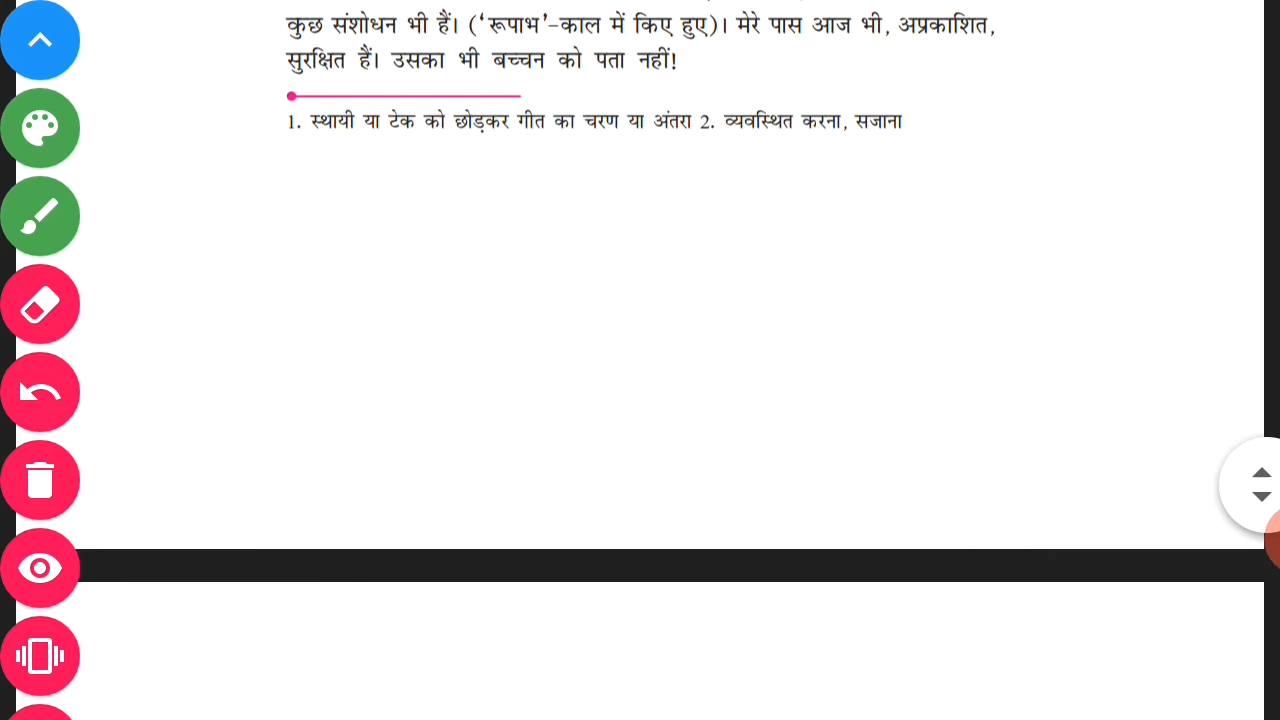 कुछ संशोधन भी हैं। (‘रूपाभ’-काल में किए हुए)। मेरे पास आज भी, अप्रकाशित,
सुरक्षित हैं। उसका भी बच्चन को पता नहीं!
1. स्थायी या टेक को छोड़कर गीत का चरण या अंतरा 2. व्यवस्थित करना, सजाना